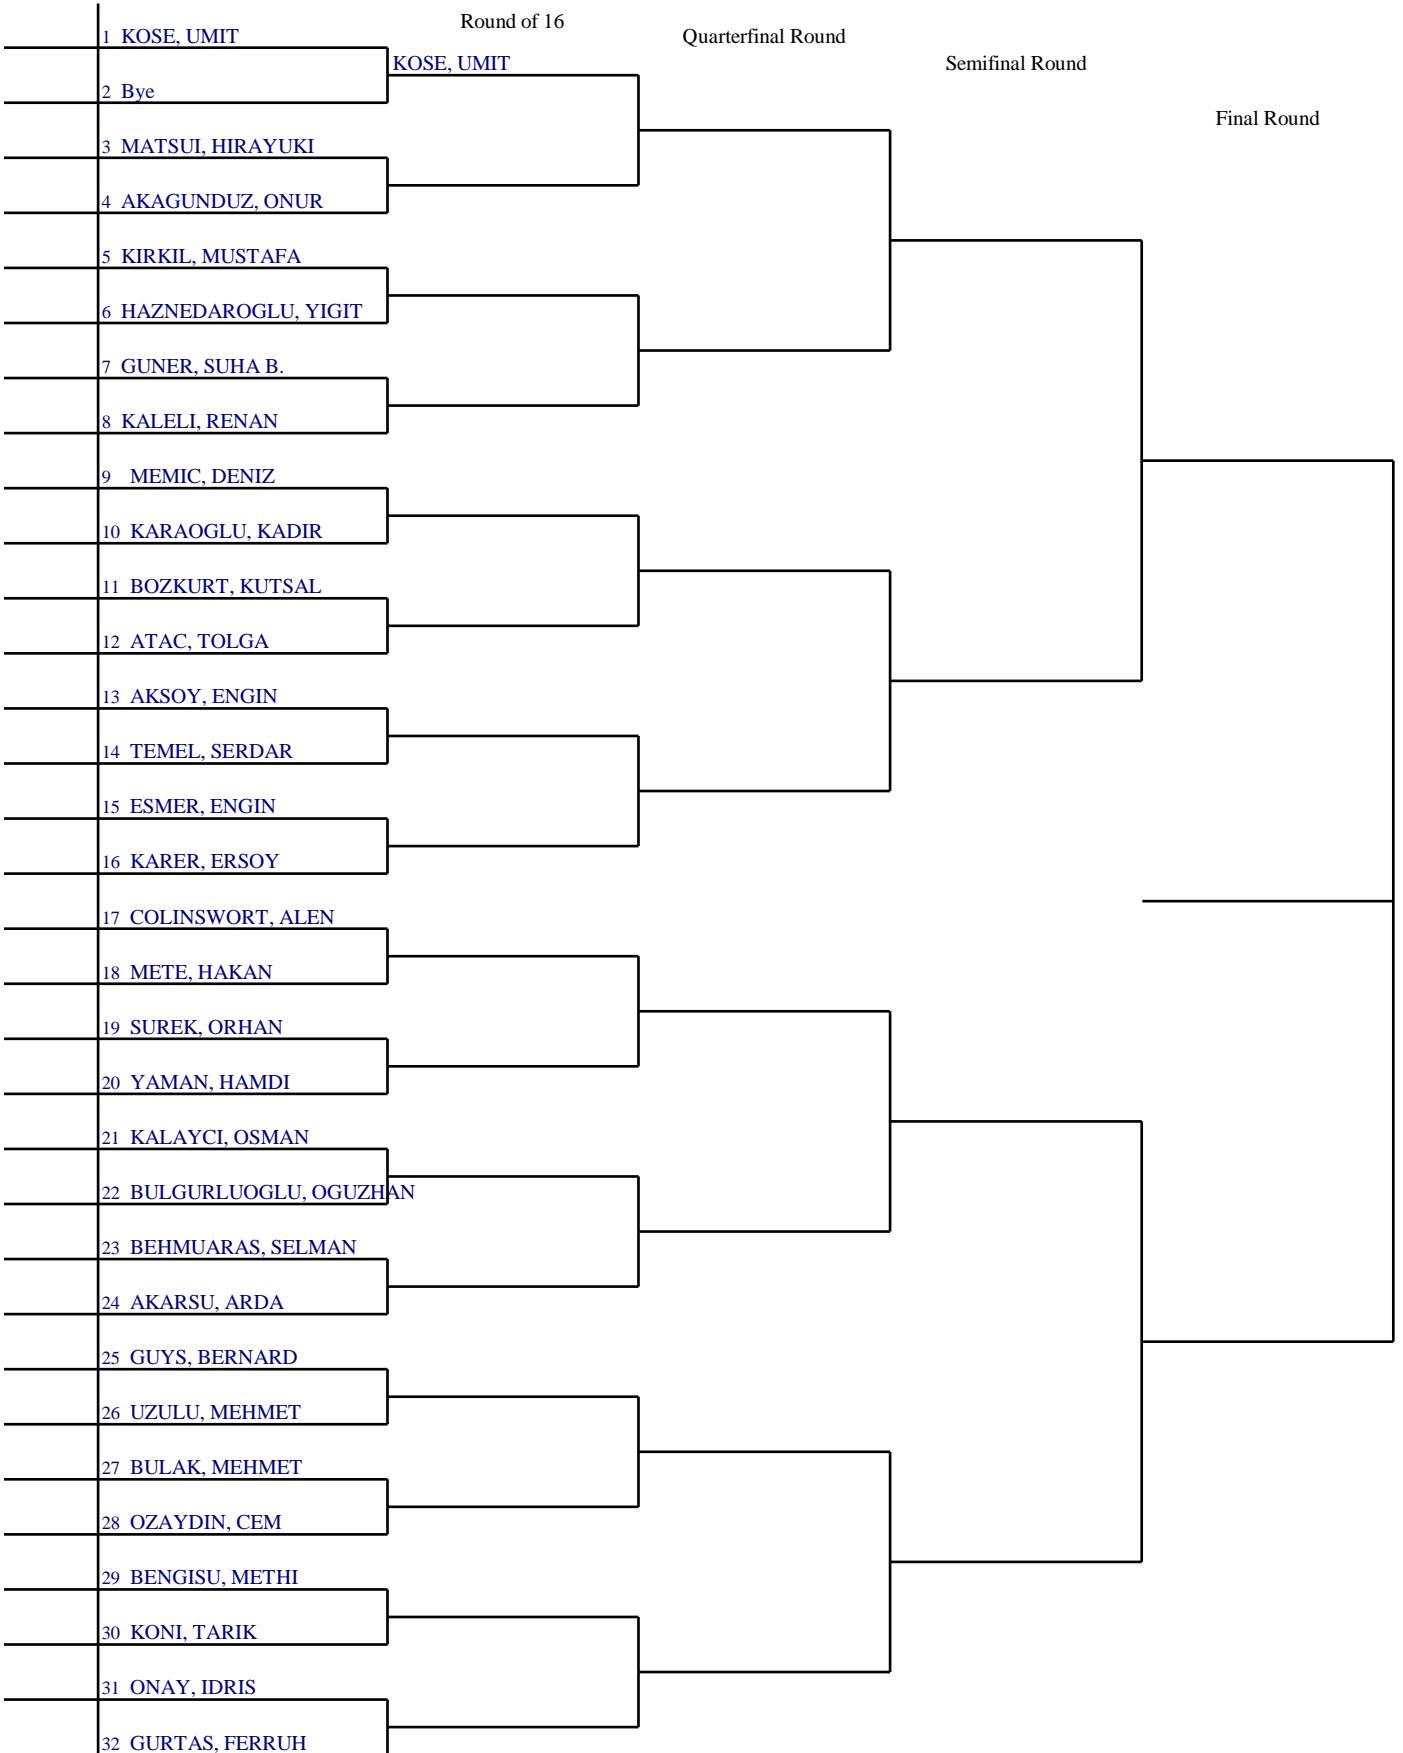 Round of 16
1 KOSE, UMIT
Quarterfinal Round
KOSE, UMIT
Semifinal Round
2 Bye
Final Round
3 MATSUI, HIRAYUKI
4 AKAGUNDUZ, ONUR
5 KIRKIL, MUSTAFA
6 HAZNEDAROGLU, YIGIT
7 GUNER, SUHA B.
8 KALELI, RENAN
9 MEMIC, DENIZ
10 KARAOGLU, KADIR
11 BOZKURT, KUTSAL
12 ATAC, TOLGA
13 AKSOY, ENGIN
14 TEMEL, SERDAR
15 ESMER, ENGIN
16 KARER, ERSOY
17 COLINSWORT, ALEN
18 METE, HAKAN
19 SUREK, ORHAN
20 YAMAN, HAMDI
21 KALAYCI, OSMAN
22 BULGURLUOGLU, OGUZHAN
23 BEHMUARAS, SELMAN
24 AKARSU, ARDA
25 GUYS, BERNARD
26 UZULU, MEHMET
27 BULAK, MEHMET
28 OZAYDIN, CEM
29 BENGISU, METHI
30 KONI, TARIK
31 ONAY, IDRIS
32 GURTAS, FERRUH